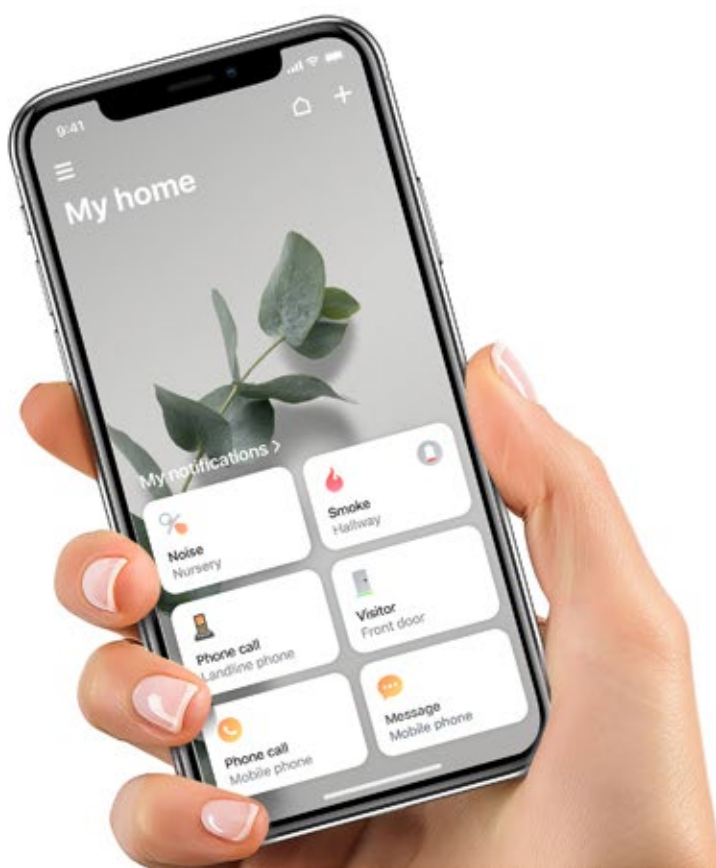 9:41
My home
My notifications >
Noise
Nursery
Smoke
Hallway
Phone call
Landline phone
Visitor
Front door
Phone call
Mobile phone
Message
Mobile phone